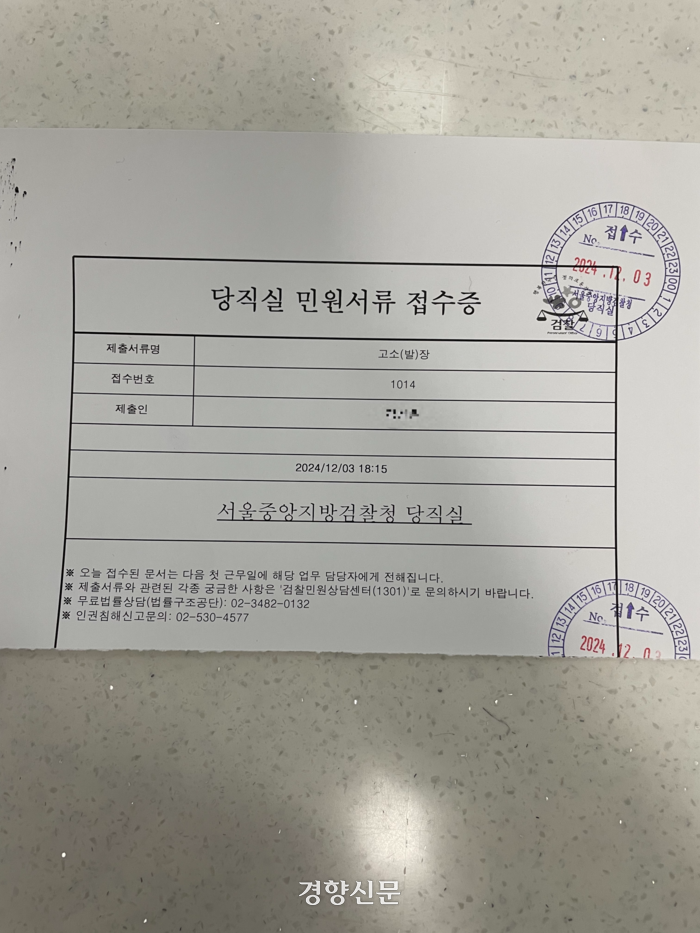 접수
No.
2024.12.03
서울중앙지방검찰청
당직실
검찰
당직실 민원서류 접수증
제출서류명 고소(발)장
접수번호 1014
제출인
2024/12/03 18:15
서울중앙지방검찰청 당직실
※ 오늘 접수된 문서는 다음 첫 근무일에 해당 업무 담당자에게 전해집니다.
※ 제출서류와 관련된 각종 궁금한 사항은 '검찰민원상담센터(1301)'로 문의하시기 바랍니다.
※ 무료법률상담(법률구조공단): 02-3482-0132
※ 인권침해신고문의: 02-530-4577
접수
No.
2024.12.03
경향신문